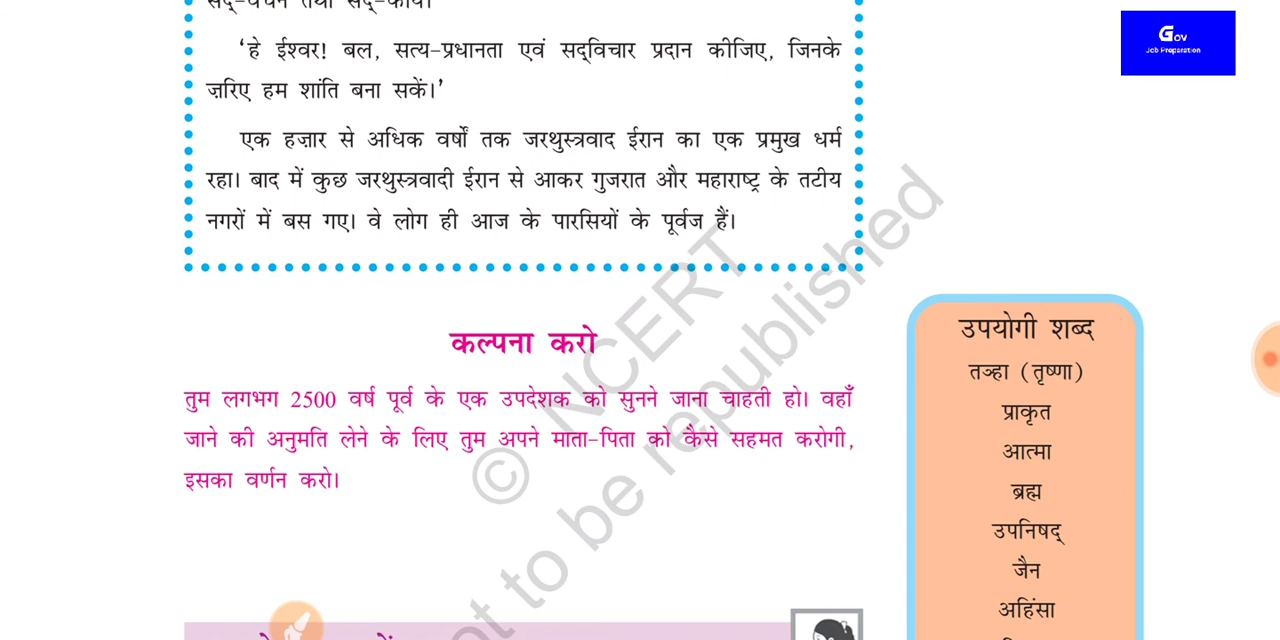 सद्-वचन तथा सद्-कार्य।
'हे ईश्वर! बल, सत्य-प्रधानता एवं सद्‌विचार प्रदान कीजिए, जिनके
ज़रिए हम शांति बना सकें।'
एक हज़ार से अधिक वर्षों तक जरथुस्त्रवाद ईरान का एक प्रमुख धर्म
रहा। बाद में कुछ जरथुस्त्रवादी ईरान से आकर गुजरात और महाराष्ट्र के तटीय
नगरों में बस गए। वे लोग ही आज के पारसियों के पूर्वज हैं।
कल्पना करो
तुम लगभग 2500 वर्ष पूर्व के एक उपदेशक को सुनने जाना चाहती हो। वहाँ
जाने की अनुमति लेने के लिए तुम अपने माता-पिता को कैसे सहमत करोगी,
इसका वर्णन करो।
उपयोगी शब्द
तञ्हा (तृष्णा)
प्राकृत
आत्मा
ब्रह्म
उपनिषद्
जैन
अहिंसा
Gov
Job Preparation
© NCERT
not to be republished